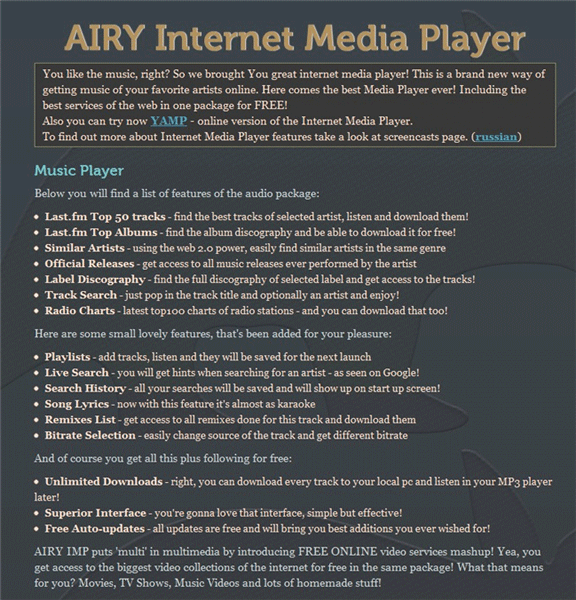 AIRY Internet Media Player
You like the music, right? So we brought You great internet media player! This is a brand new way of
getting music of your favorite artists online. Here comes the best Media Player ever! Including the
best services of the web in one package for FREE!
Also you can try now YAMP - online version of the Internet Media Player.
To find out more about Internet Media Player features take a look at screencasts page. (russian)
Music Player
Below you will find a list of features of the audio package:
• Last.fm Top 50 tracks - find the best tracks of selected artist, listen and download them!
• Last.fm Top Albums - find the album discography and be able to download it for free!
• Similar Artists - using the web 2.0 power, easily find similar artists in the same genre
• Official Releases - get access to all music releases ever performed by the artist
• Label Discography - find the full discography of selected label and get access to the tracks!
• Track Search - just pop in the track title and optionally an artist and enjoy!
• Radio Charts - latest top100 charts of radio stations - and you can download that too!
Here are some small lovely features, that's been added for your pleasure:
• Playlists - add tracks, listen and they will be saved for the next launch
• Live Search - you will get hints when searching for an artist - as seen on Google!
• Search History - all your searches will be saved and will show up on start up screen!
• Song Lyrics - now with this feature it's almost as karaoke
• Remixes List - get access to all remixes done for this track and download them
• Bitrate Selection - easily change source of the track and get different bitrate
And of course you get all this plus following for free:
• Unlimited Downloads - right, you can download every track to your local pc and listen in your MP3 player
later!
• Superior Interface - you're gonna love that interface, simple but effective!
• Free Auto-updates - all updates are free and will bring you best additions you ever wished for!
AIRY IMP puts 'multi' in multimedia by introducing FREE ONLINE video services mashup! Yea, you
get access to the biggest video collections of the internet for free in the same package! What that means
for you? Movies, TV Shows, Music Videos and lots of homemade stuff!